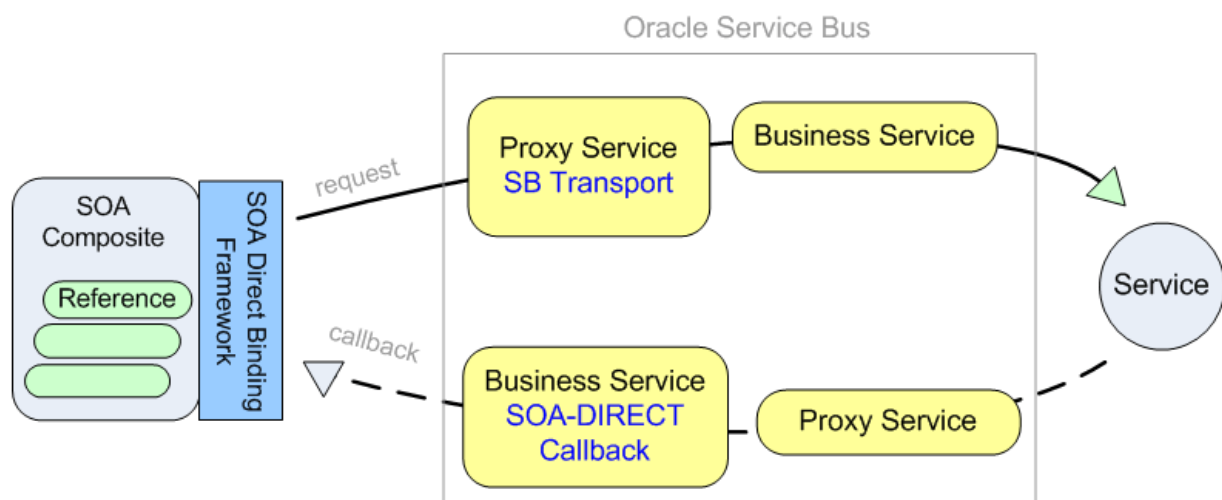 Oracle Service Bus
Proxy Service
SB Transport
Business Service
request
SOA
Composite
SOA Direct Binding
Framework
Reference
Service
callback
Business Service
SOA-DIRECT
Callback
Proxy Service